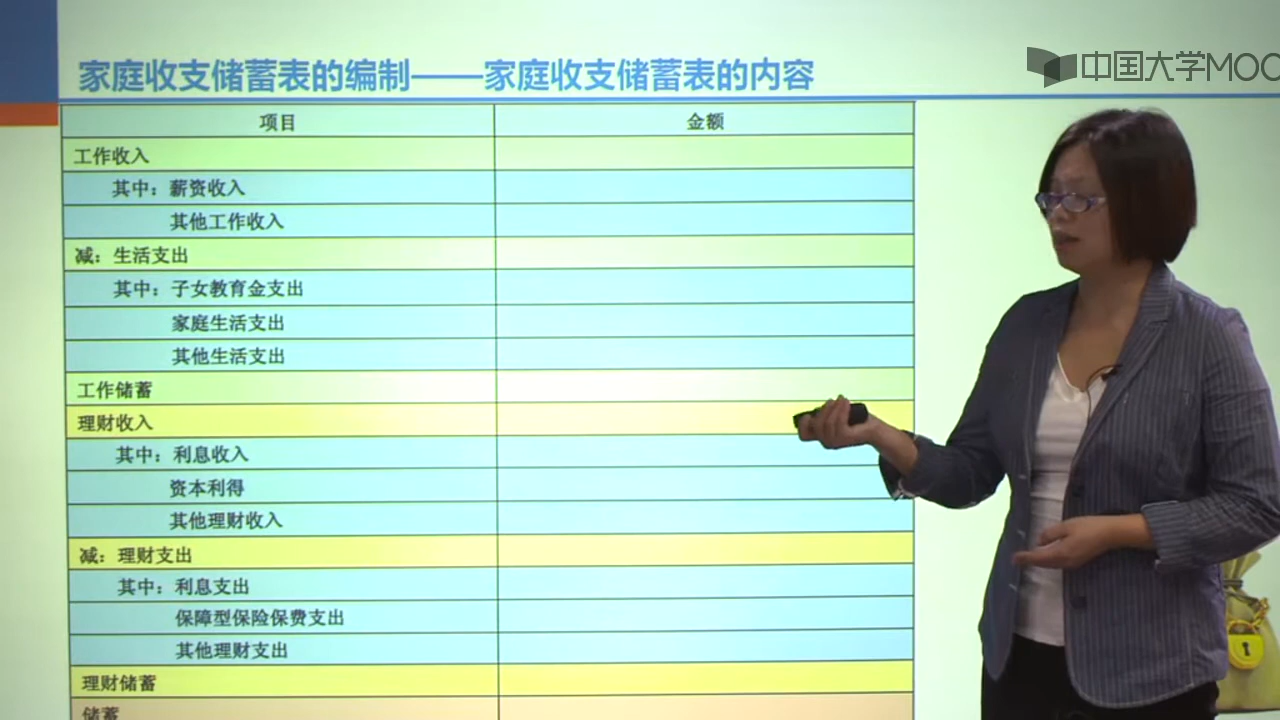 家庭收支储蓄表的编制——家庭收支储蓄表的内容
中国大学MOO
项目 金额
工作收入
其中：薪资收入
其他工作收入
减：生活支出
其中：子女教育金支出
家庭生活支出
其他生活支出
工作储蓄
理财收入
其中：利息收入
资本利得
其他理财收入
减：理财支出
其中：利息支出
保障型保险保费支出
其他理财支出
理财储蓄
储蓄